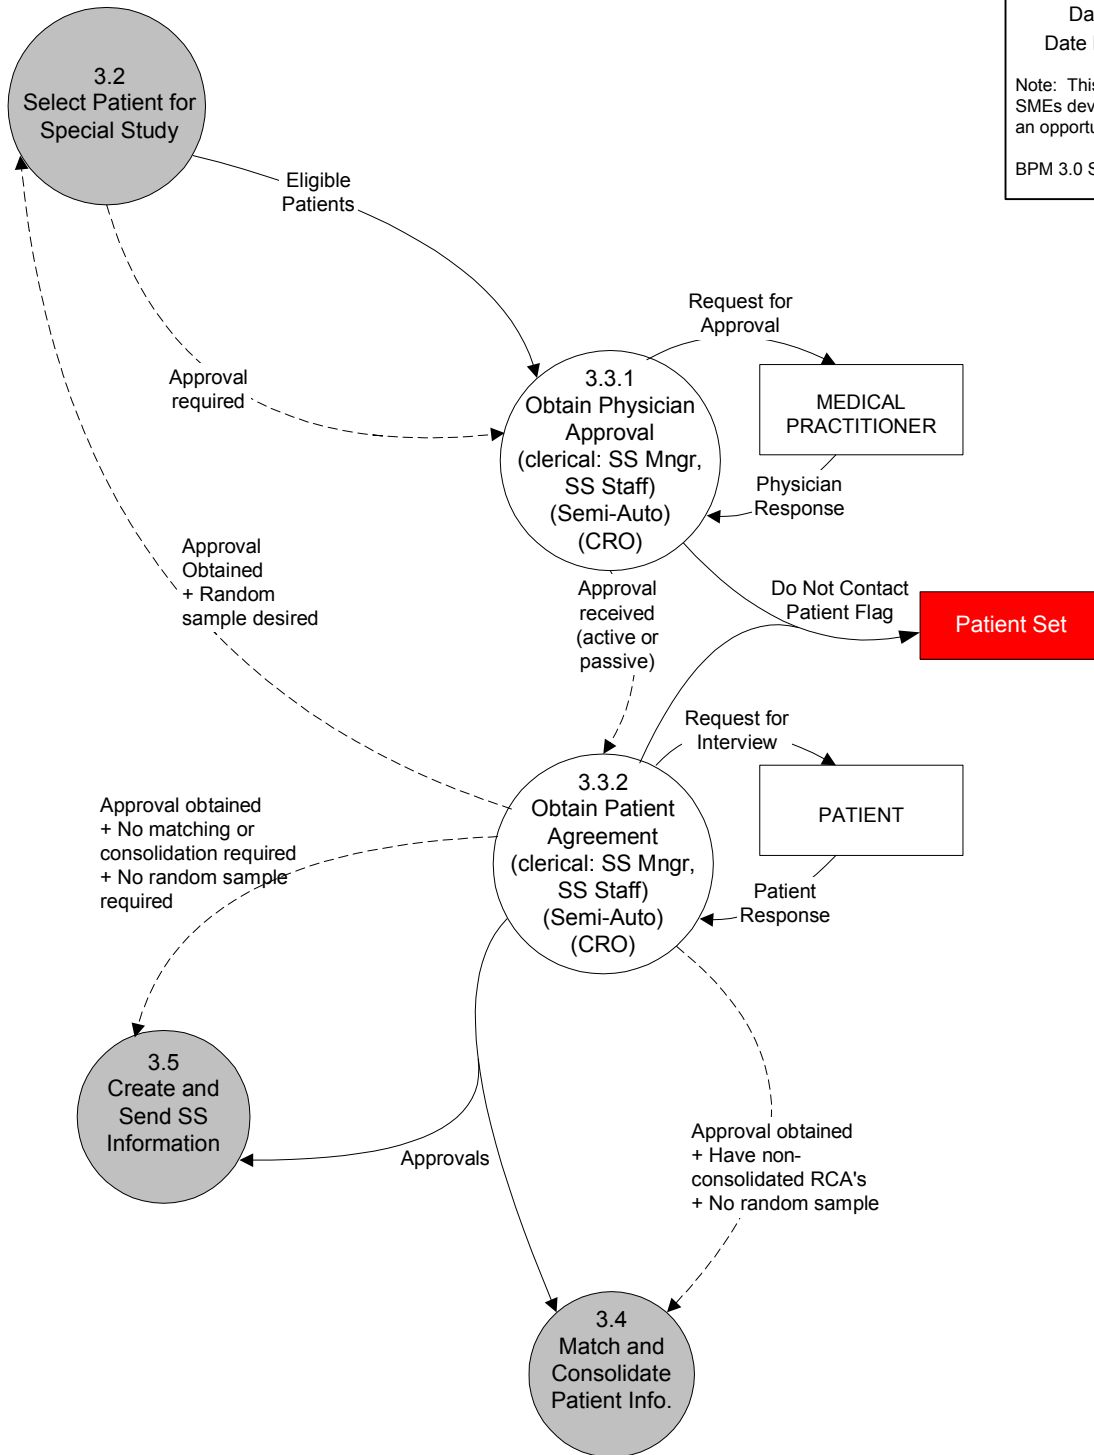 Da
Date
Note: This
SMEs dev
an opportu
BPM 3.0 S
3.2
Select Patient for
Special Study
Eligible
Patients
Request for
Approval
Approval
required
3.3.1
Obtain Physician
Approval
(clerical: SS Mngr,
SS Staff)
(Semi-Auto)
(CRO)
MEDICAL
PRACTITIONER
Physician
Response
Approval
Obtained
+ Random
sample desired
Approval
received
(active or
passive)
Do Not Contact
Patient Flag
Patient Set
Request for
Interview
3.3.2
Obtain Patient
Agreement
(clerical: SS Mngr,
SS Staff)
(Semi-Auto)
(CRO)
PATIENT
Patient
Response
Approval obtained
+ No matching or
consolidation required
+ No random sample
required
3.5
Create and
Send SS
Information
Approvals
Approval obtained
+ Have non-
consolidated RCA's
+ No random sample
3.4
Match and
Consolidate
Patient Info.